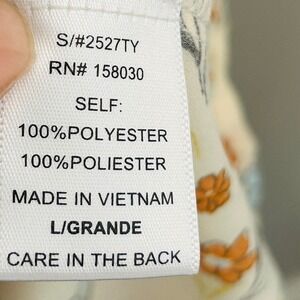 S/#2527TY
RN# 158030
SELF:
100%POLYESTER
100%POLIESTER
MADE IN VIETNAM
L/GRANDE
CARE IN THE BACK